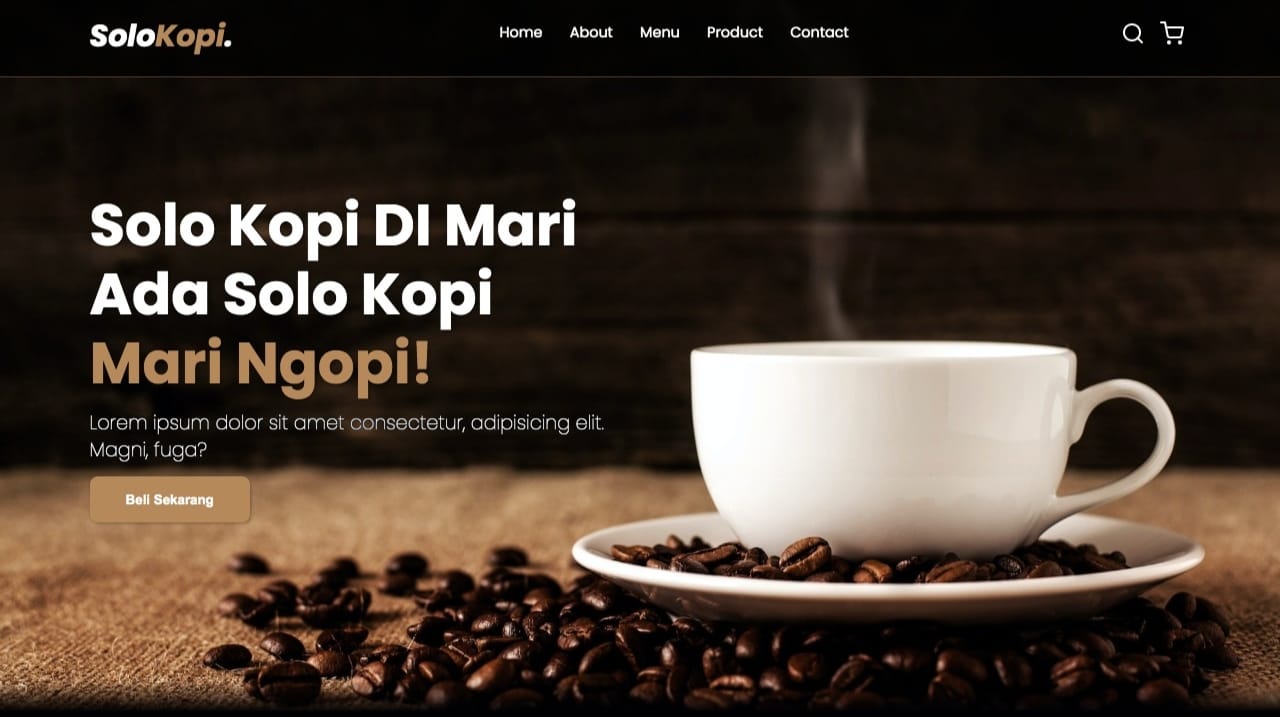 SoloKopi.
Home About Menu Product Contact
Solo Kopi DI Mari
Ada Solo Kopi
Mari Ngopi!
Lorem ipsum dolor sit amet consectetur, adipisicing elit.
Magni, fuga?
Beli Sekarang